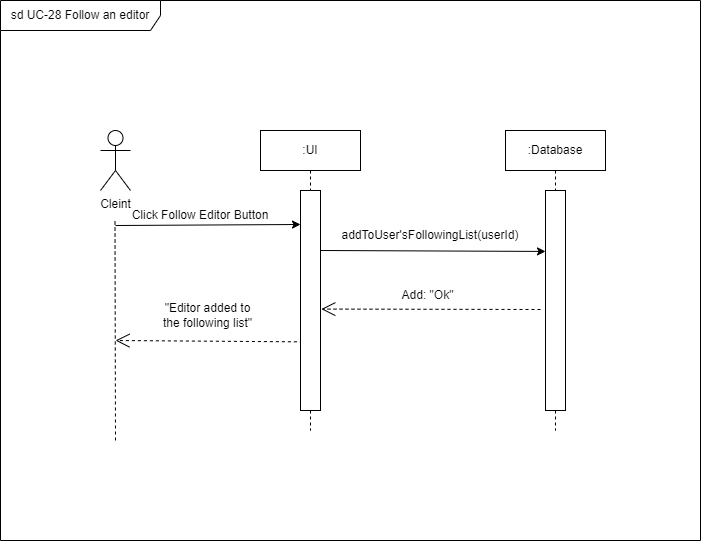 sd UC-28 Follow an editor
:UI
:Database
Cleint
Click Follow Editor Button
addToUser'sFollowingList(userId)
Add: "Ok"
"Editor added to
the following list"